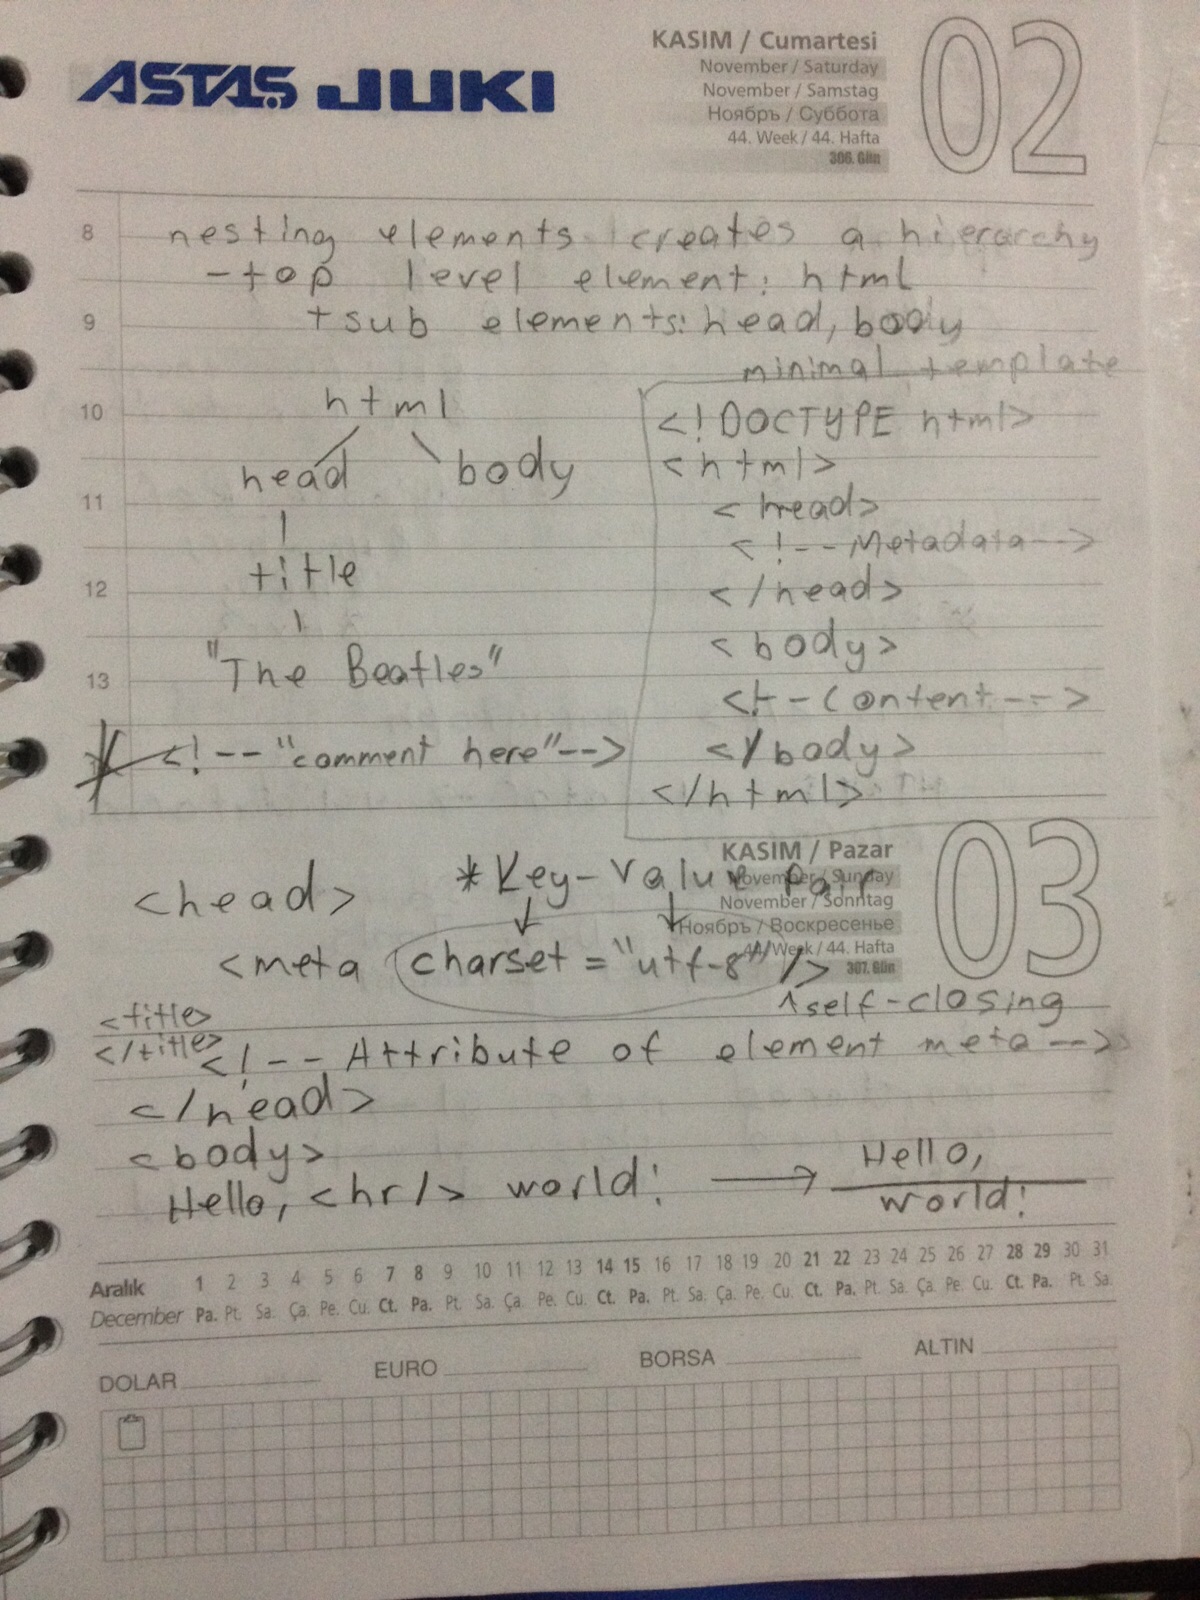 ASTAŞ JUKI
KASIM / Cumartesi
November / Saturday
November / Samstag
Ноябрь / Суббота
44. Week / 44. Hafta
306. Gün
02
8
nesting elements creates a hierarchy
- top level element: html
9
+ sub elements: head, body
minimal template
10
html
head body
11
title
12
"The Beatles"
13
<!-- "comment here" -->
<!DOCTYPE html>
<html>
<head>
<!-- Metadata -->
</head>
<body>
<!-- Content -->
</body>
</html>
KASIM / Pazar
November / Sunday
November / Sonntag
Ноябрь / Воскресенье
44. Week / 44. Hafta
307. Gün
03
* Key-Value Pair
<head>
<meta charset = "utf-8" />
^self-closing
<title>
</title>
<!-- Attribute of element meta -->
</head>
<body>
Hello, <hr/> world! → Hello,
world!
Aralık 1 2 3 4 5 6 7 8 9 10 11 12 13 14 15 16 17 18 19 20 21 22 23 24 25 26 27 28 29 30 31
December Pa. Pt. Sa. Ça. Pe. Cu. Ct. Pa. Pt. Sa. Ça. Pe. Cu. Ct. Pa. Pt. Sa. Ça. Pe. Cu. Ct. Pa. Pt. Sa. Ça. Pe. Cu. Ct. Pa. Pt. Sa.
DOLAR EURO BORSA ALTIN